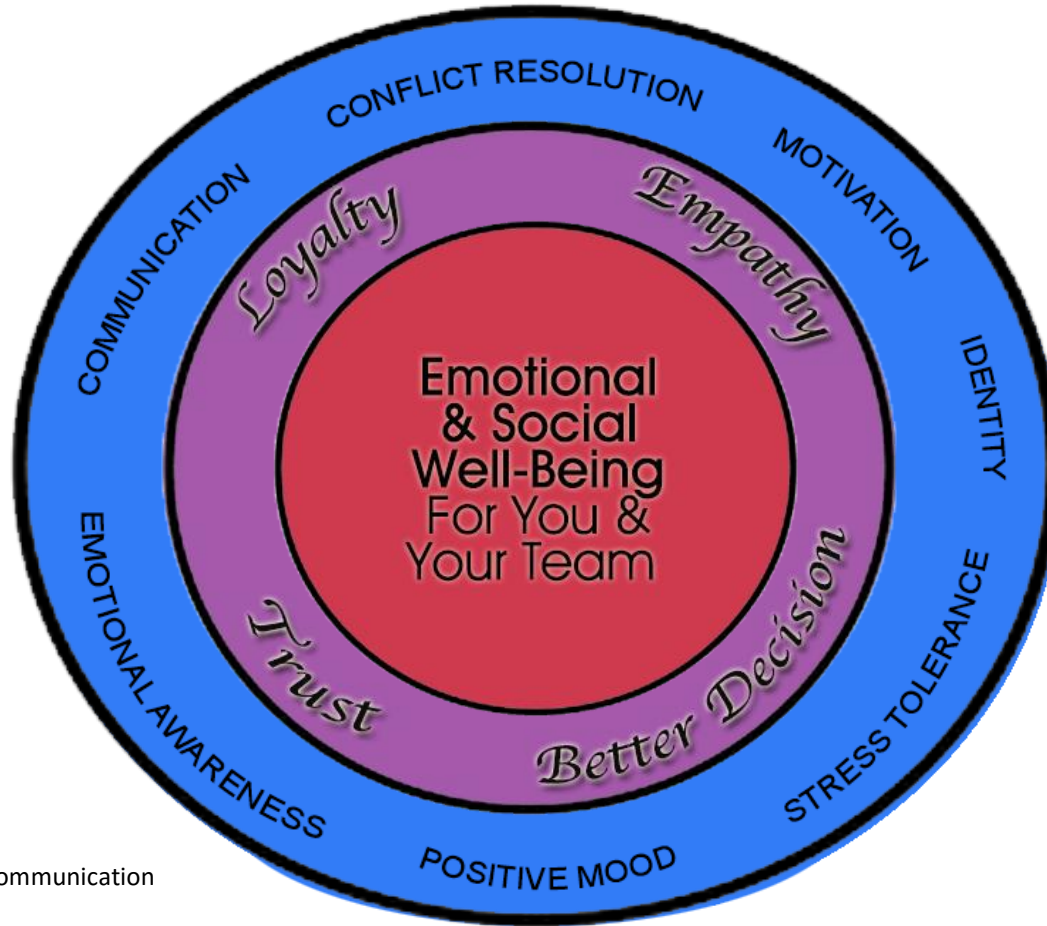 CONFLICT RESOLUTION
MOTIVATION
IDENTITY
STRESS TOLERANCE
POSITIVE MOOD
EMOTIONAL AWARENESS
COMMUNICATION
Loyalty
Empathy
Better Decision
Trust
Emotional
& Social
Well-Being
For You &
Your Team